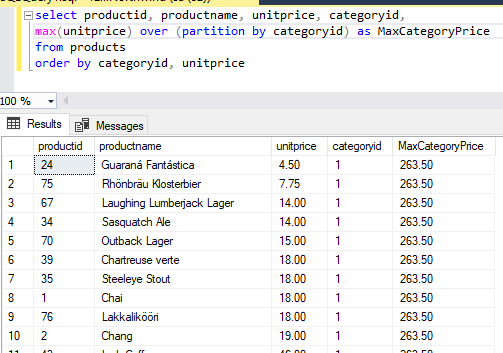 select productid, productname, unitprice, categoryid,
max(unitprice) over (partition by categoryid) as MaxCategoryPrice
from products
order by categoryid, unitprice
100 %
Results Messages
productid productname unitprice categoryid MaxCategoryPrice
1 24 Guaraná Fantástica 4.50 1 263.50
2 75 Rhönbräu Klosterbier 7.75 1 263.50
3 67 Laughing Lumberjack Lager 14.00 1 263.50
4 34 Sasquatch Ale 14.00 1 263.50
5 70 Outback Lager 15.00 1 263.50
6 39 Chartreuse verte 18.00 1 263.50
7 35 Steeleye Stout 18.00 1 263.50
8 1 Chai 18.00 1 263.50
9 76 Lakkalikööri 18.00 1 263.50
10 2 Chang 19.00 1 263.50